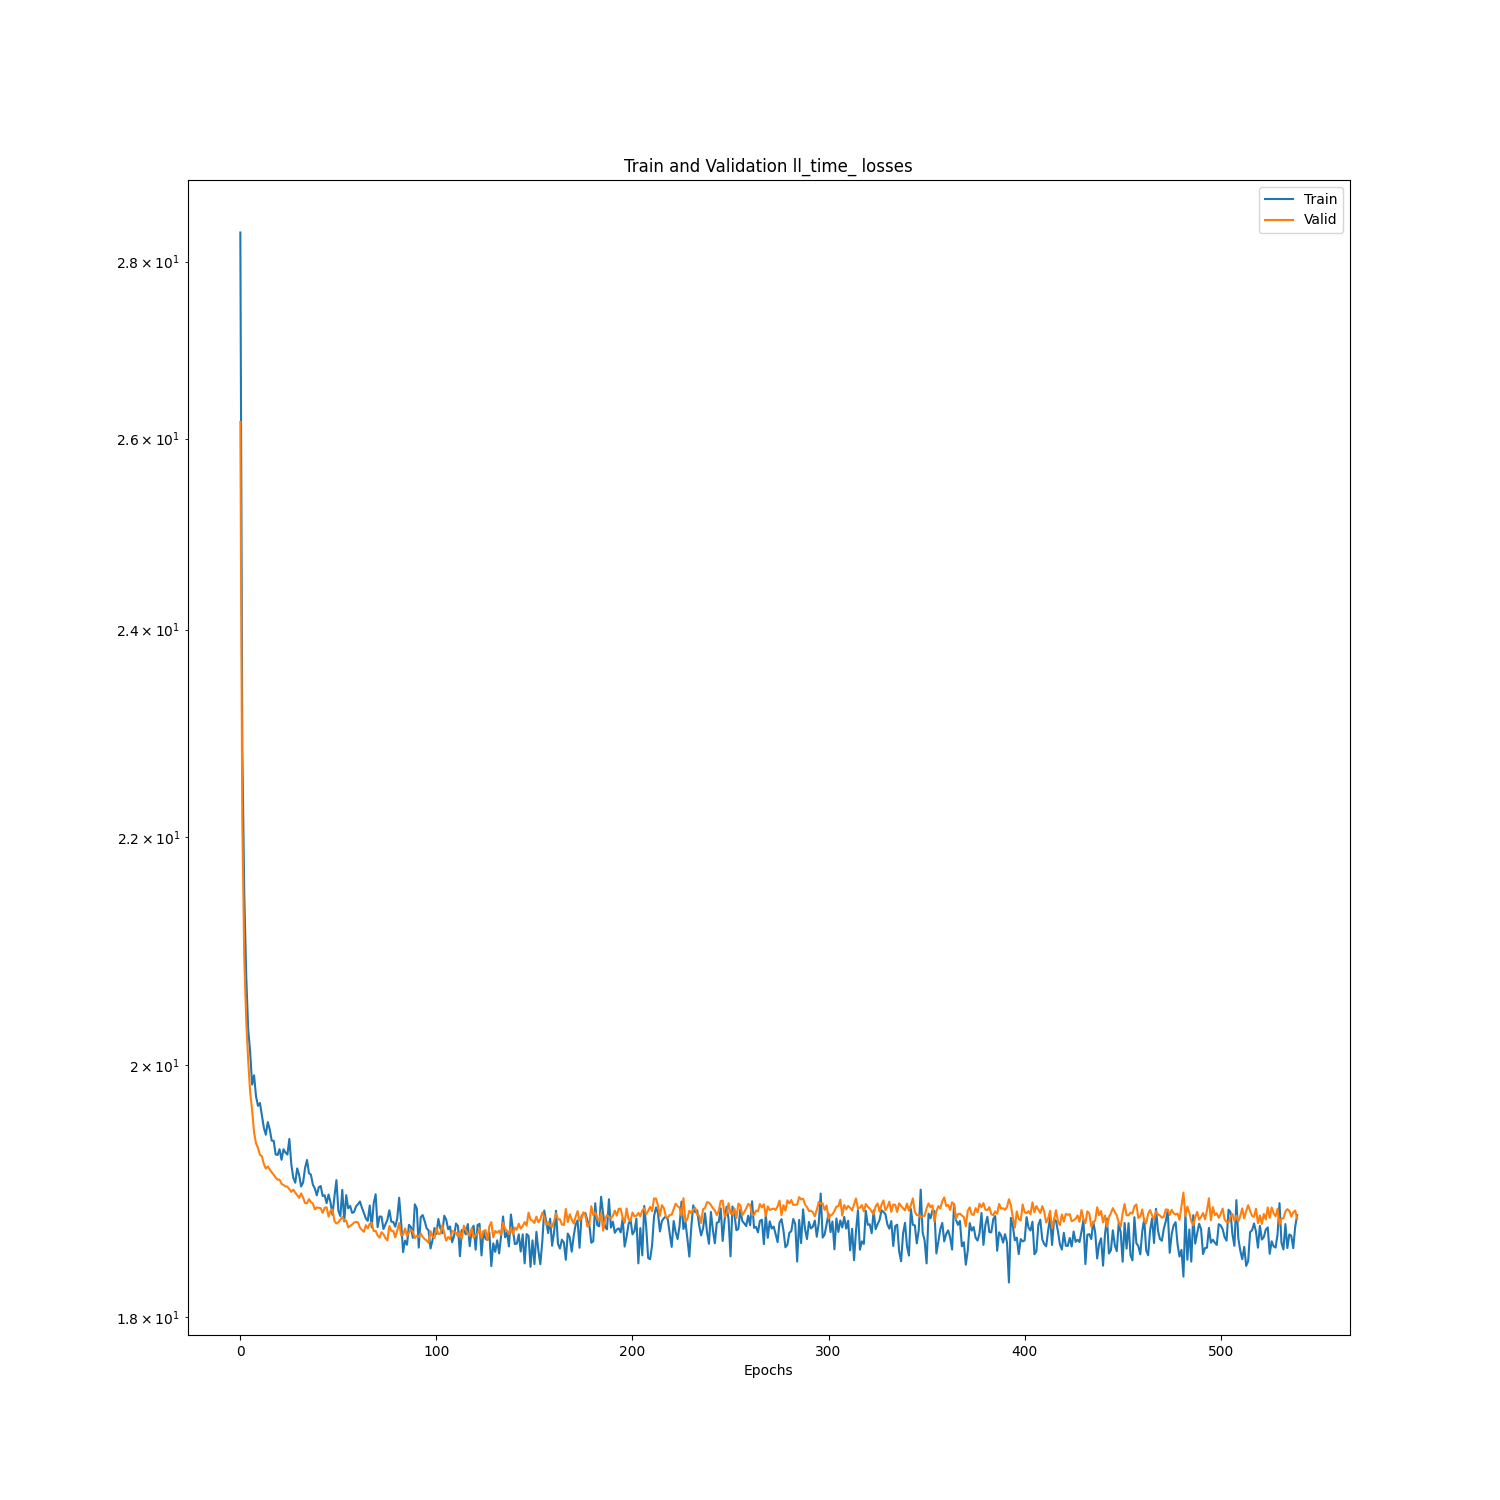 Train and Validation ll_time_ losses
Train
Valid
2.8 × 10¹
2.6 × 10¹
2.4 × 10¹
2.2 × 10¹
2 × 10¹
1.8 × 10¹
0 100 200 300 400 500
Epochs